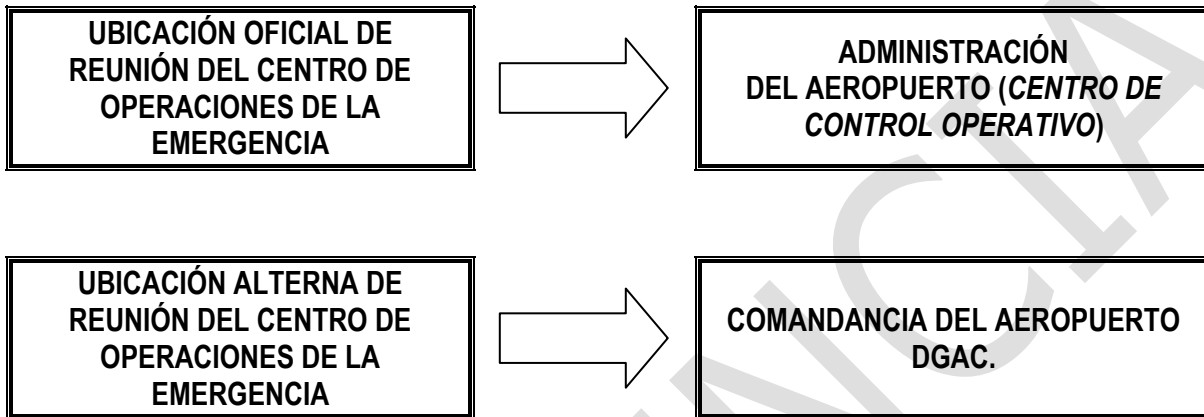 UBICACIÓN OFICIAL DE
REUNIÓN DEL CENTRO DE
OPERACIONES DE LA
EMERGENCIA
ADMINISTRACIÓN
DEL AEROPUERTO (CENTRO DE
CONTROL OPERATIVO)
UBICACIÓN ALTERNA DE
REUNIÓN DEL CENTRO DE
OPERACIONES DE LA
EMERGENCIA
COMANDANCIA DEL AEROPUERTO
DGAC.